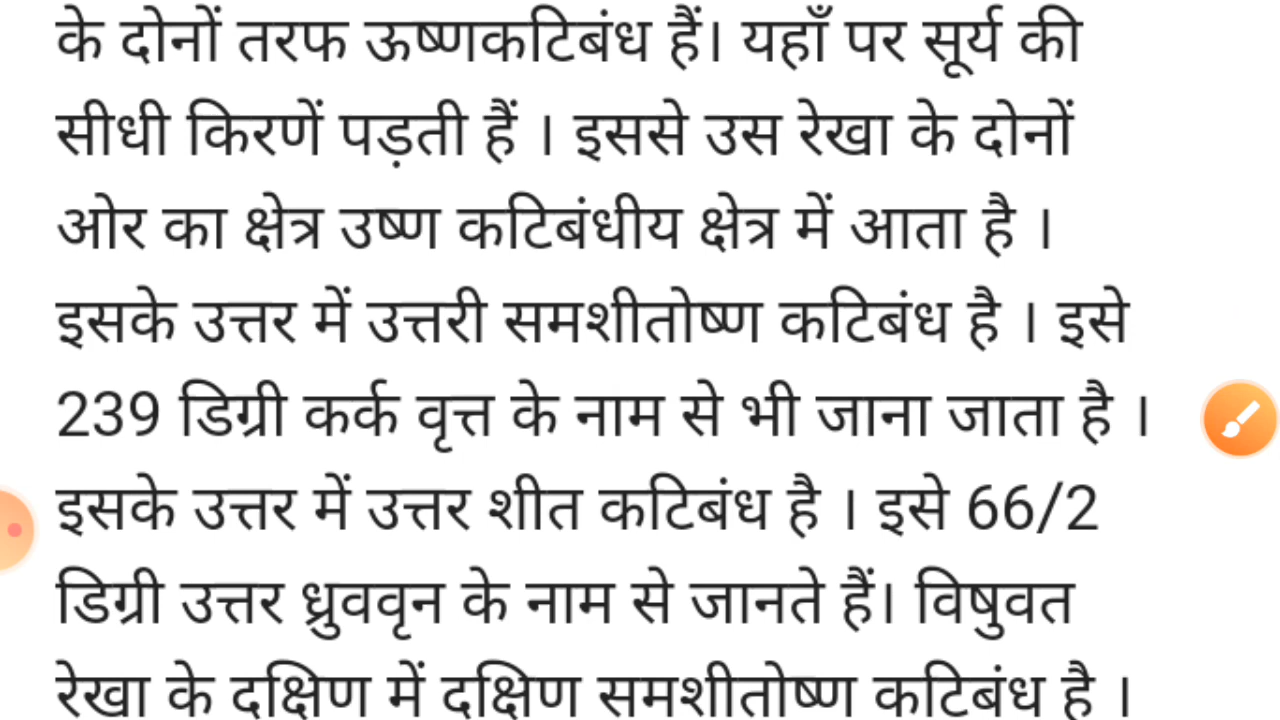 के दोनों तरफ ऊष्णकटिबंध हैं। यहाँ पर सूर्य की
सीधी किरणें पड़ती हैं । इससे उस रेखा के दोनों
ओर का क्षेत्र उष्ण कटिबंधीय क्षेत्र में आता है ।
इसके उत्तर में उत्तरी समशीतोष्ण कटिबंध है । इसे
239 डिग्री कर्क वृत्त के नाम से भी जाना जाता है ।
इसके उत्तर में उत्तर शीत कटिबंध है । इसे 66/2
डिग्री उत्तर ध्रुववृन के नाम से जानते हैं। विषुवत
रेखा के दक्षिण में दक्षिण समशीतोष्ण कटिबंध है ।